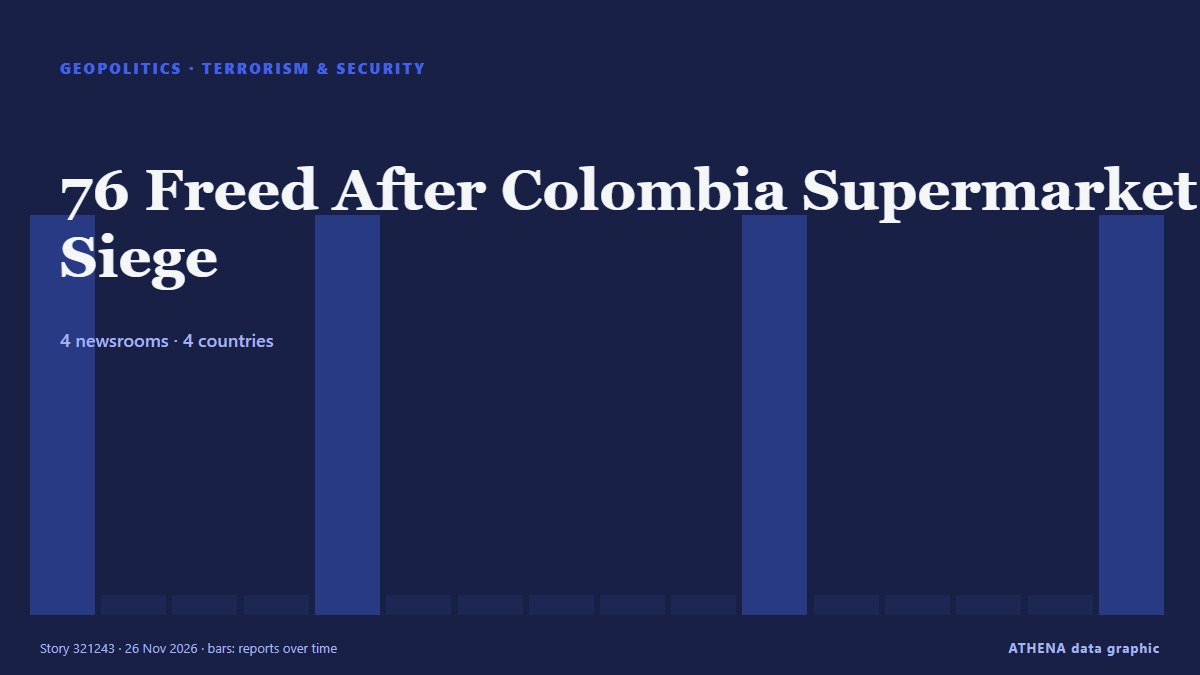 GEOPOLITICS · TERRORISM & SECURITY
76 Freed After Colombia Supermarket
Siege
4 newsrooms · 4 countries
Story 321243 · 26 Nov 2026 · bars: reports over time
ATHENA data graphic